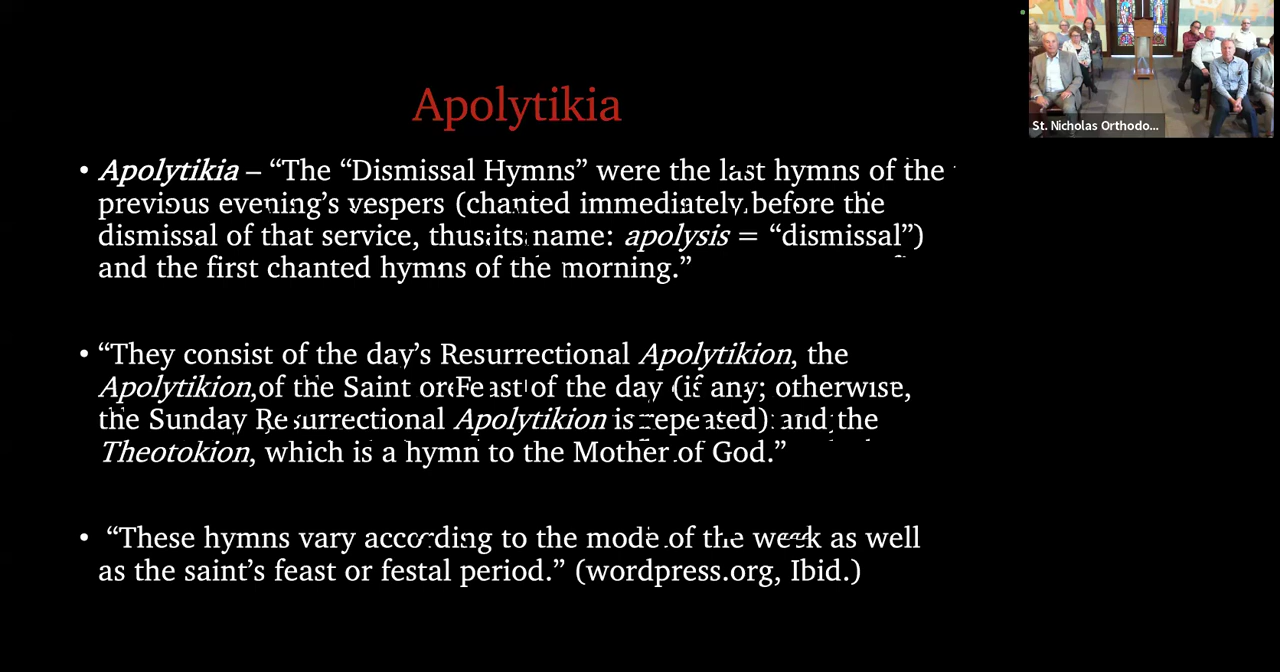 Apolytikia
• Apolytikia – “The “Dismissal Hymns” were the last hymns of the
previous evening’s vespers (chanted immediately before the
dismissal of that service, thus its name: apolysis = “dismissal”)
and the first chanted hymns of the morning.”
• “They consist of the day’s Resurrectional Apolytikion, the
Apolytikion, of the Saint or Feast of the day (if any; otherwise,
the Sunday Resurrectional Apolytikion is repeated) and the
Theotokion, which is a hymn to the Mother of God.”
• “These hymns vary according to the mode of the week as well
as the saint’s feast or festal period.” (wordpress.org, Ibid.)
St. Nicholas Orthodo...